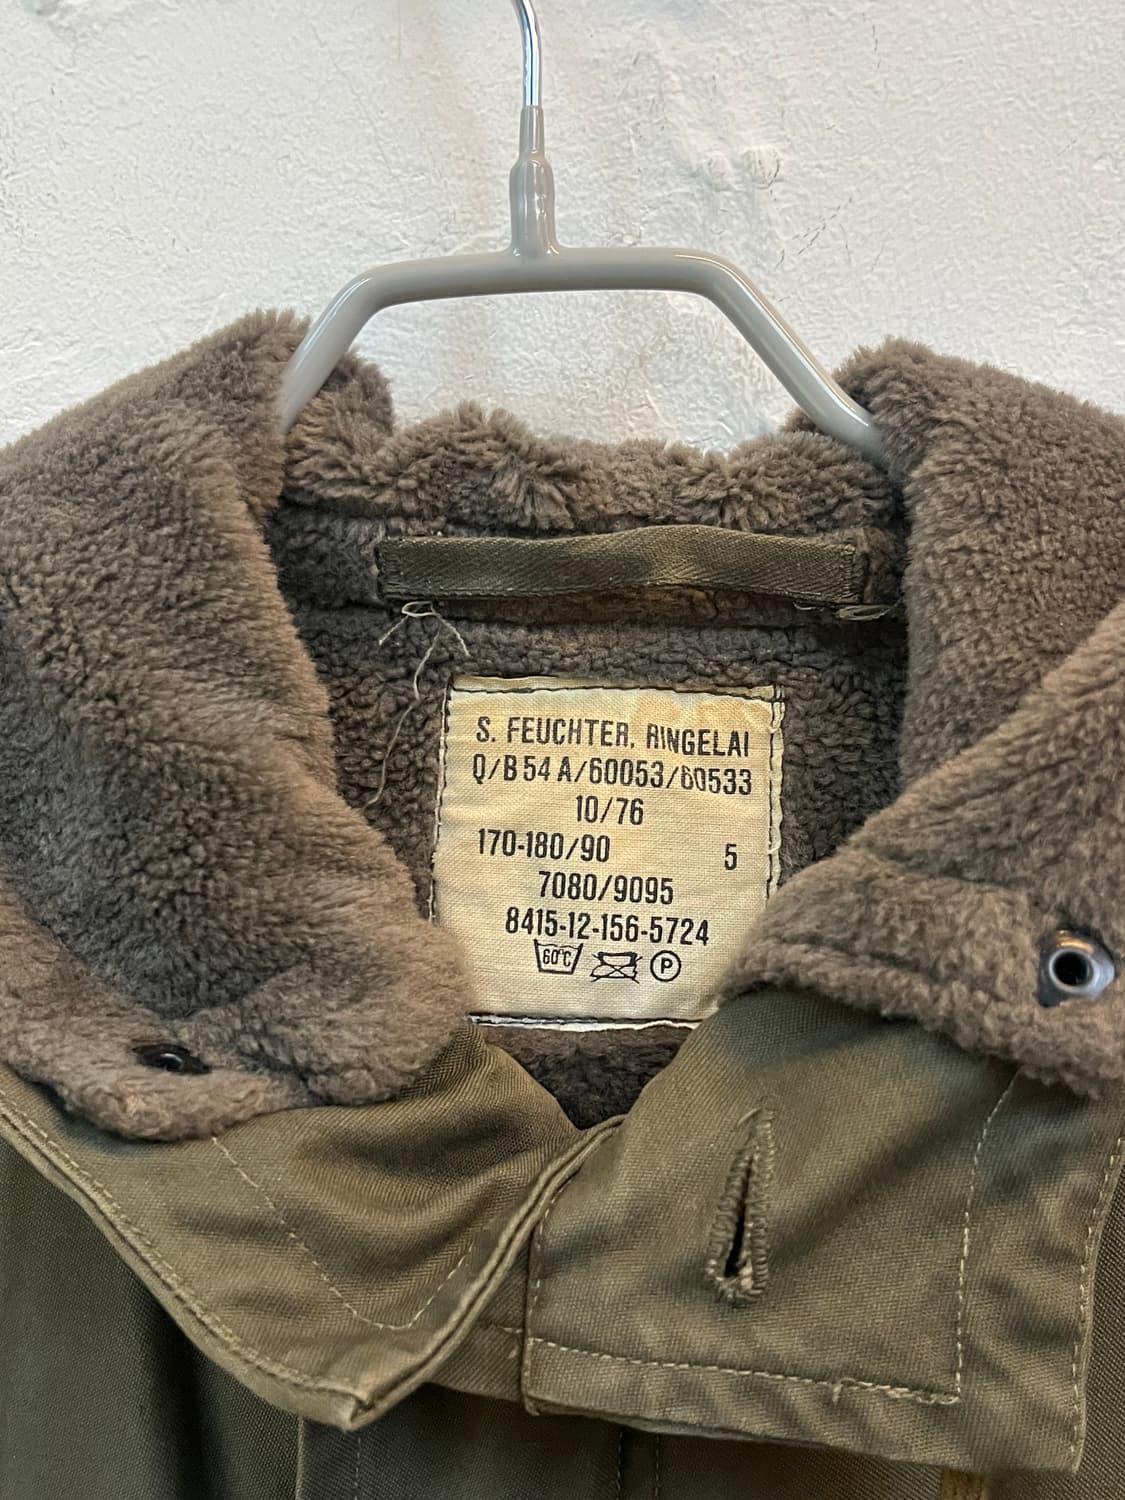 S. FEUCHTER, RINGELAI
Q/B 54 A/60053/60533
10/76
170-180/90 5
7080/9095
8415-12-156-5724
60°C P